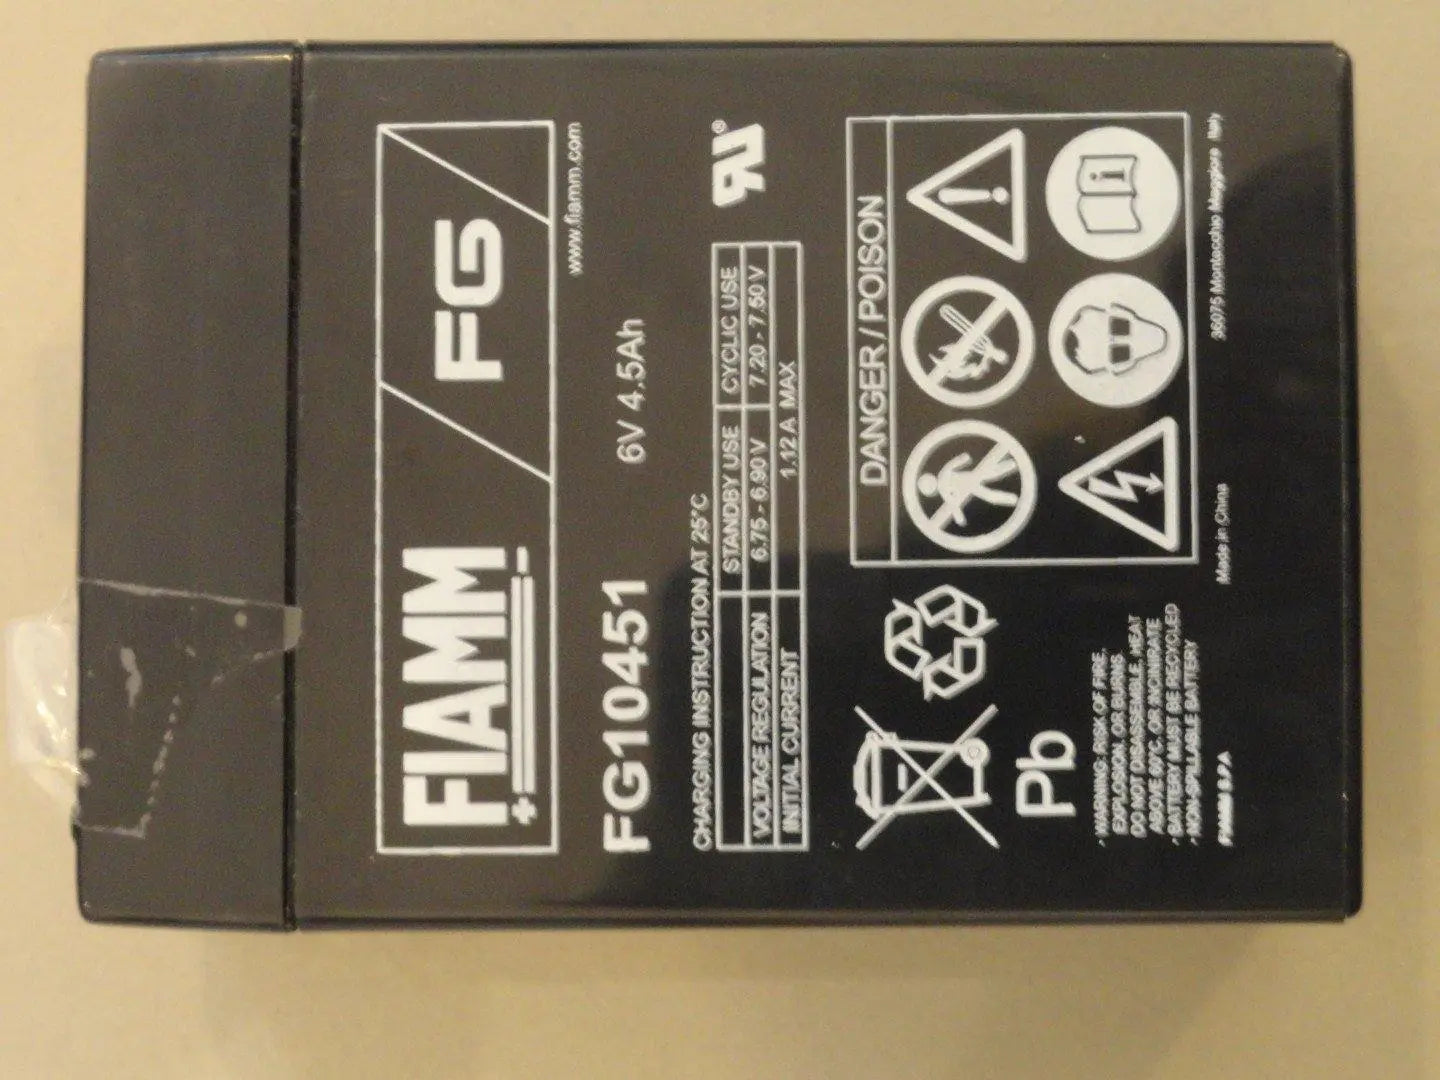 FIAMM FG
www.fiamm.com
FG10451 6V 4.5Ah
CHARGING INSTRUCTION AT 25°C
STANDBY USE CYCLIC USE
VOLTAGE REGULATION 6.75 - 6.90 V 7.20 - 7.50 V
INITIAL CURRENT 1.12 A MAX
DANGER / POISON
Pb
WARNING: RISK OF FIRE,
EXPLOSION, OR BURNS.
DO NOT DISASSEMBLE, HEAT
ABOVE 60°C, OR INCINIRATE
BATTERY MUST BE RECYCLED
NON-SPILLABLE BATTERY
FIAMM S.P.A Made in China 36075 Montecchio Maggiore Italy